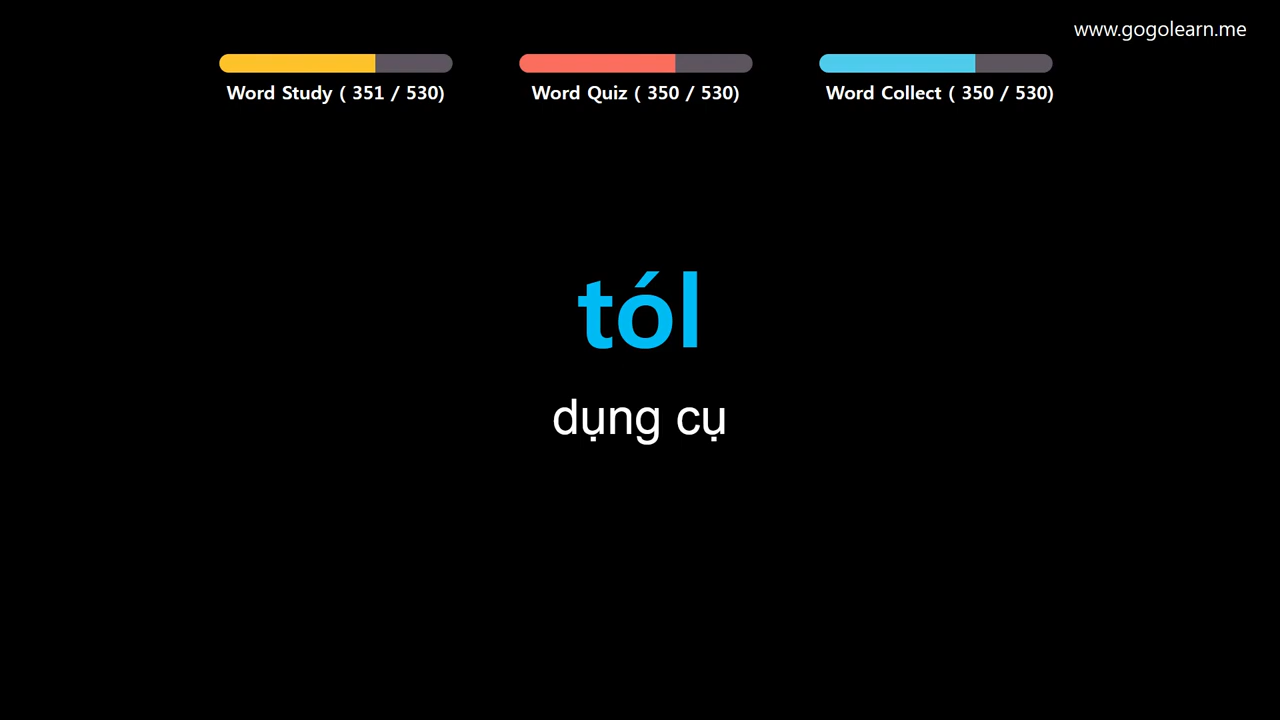 www.gogolearn.me
Word Study ( 351 / 530)
Word Quiz ( 350 / 530)
Word Collect ( 350 / 530)
tól
dụng cụ